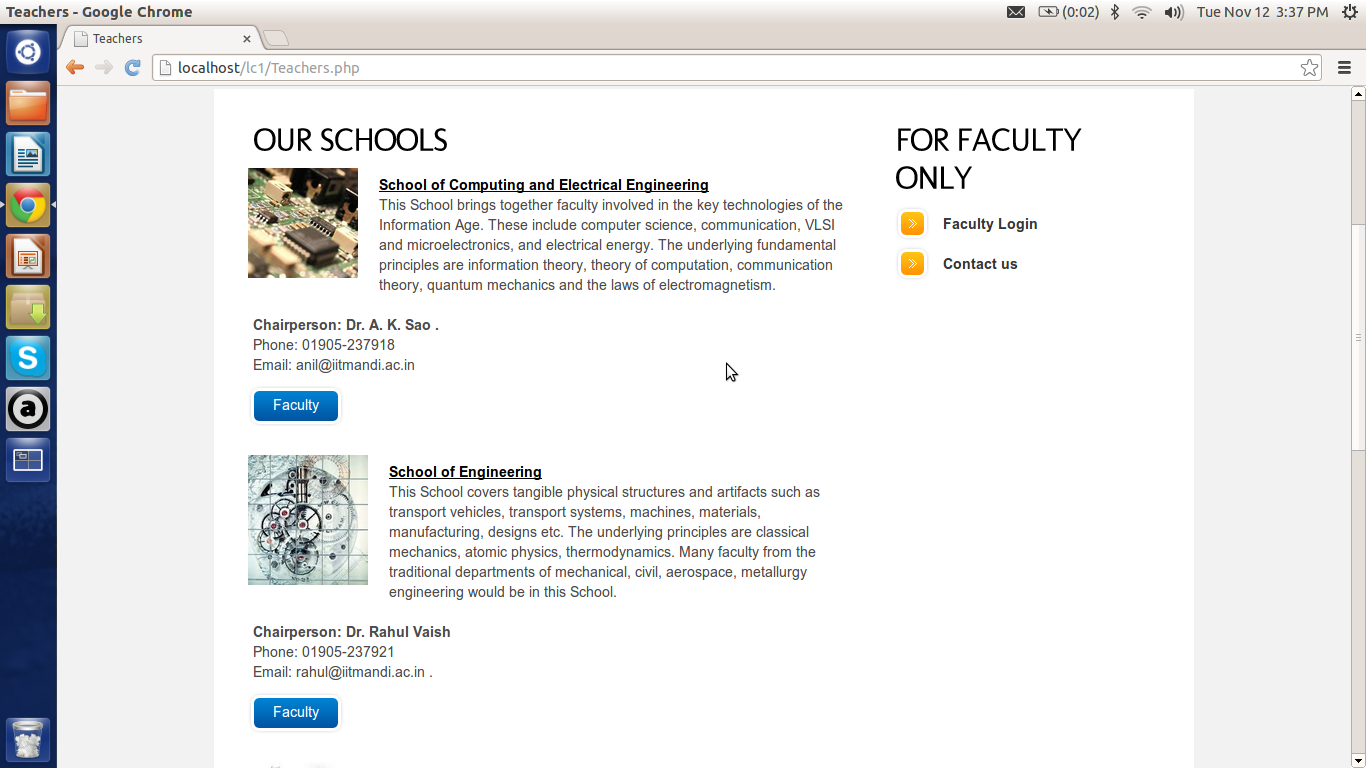 Teachers - Google Chrome
(0:02)
Tue Nov 12 3:37 PM
Teachers
localhost/lc1/Teachers.php
OUR SCHOOLS
School of Computing and Electrical Engineering
This School brings together faculty involved in the key technologies of the
Information Age. These include computer science, communication, VLSI
and microelectronics, and electrical energy. The underlying fundamental
principles are information theory, theory of computation, communication
theory, quantum mechanics and the laws of electromagnetism.
Chairperson: Dr. A. K. Sao .
Phone: 01905-237918
Email: anil@iitmandi.ac.in
Faculty
School of Engineering
This School covers tangible physical structures and artifacts such as
transport vehicles, transport systems, machines, materials,
manufacturing, designs etc. The underlying principles are classical
mechanics, atomic physics, thermodynamics. Many faculty from the
traditional departments of mechanical, civil, aerospace, metallurgy
engineering would be in this School.
Chairperson: Dr. Rahul Vaish
Phone: 01905-237921
Email: rahul@iitmandi.ac.in .
Faculty
FOR FACULTY
ONLY
Faculty Login
Contact us